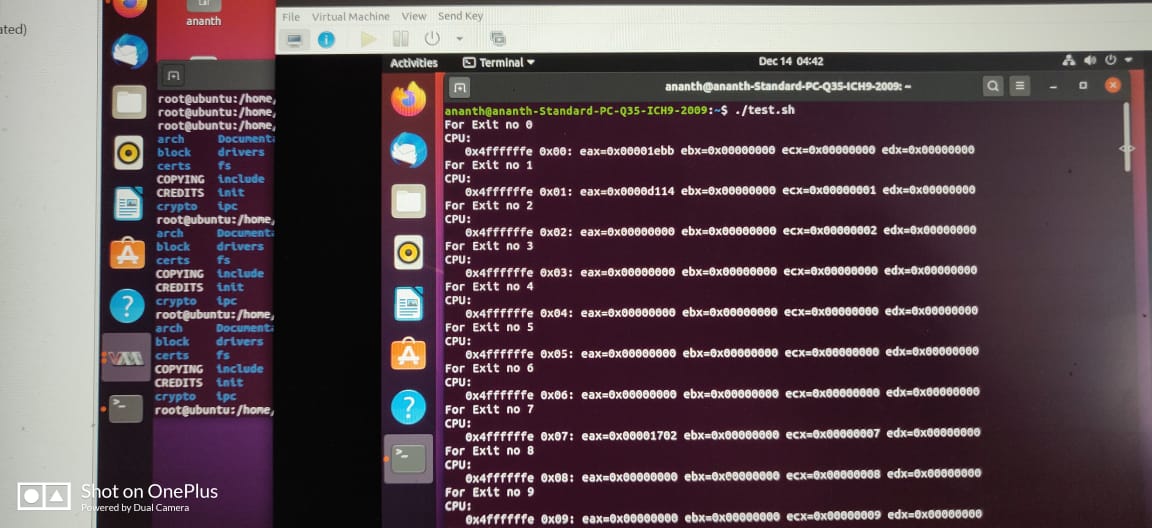 ated)
ananth
root@ubuntu:/home/
root@ubuntu:/home/
root@ubuntu:/home/
arch Documenta
block drivers
certs fs
COPYING include
CREDITS init
crypto ipc
root@ubuntu:/home/
arch Documenta
block drivers
certs fs
COPYING include
CREDITS init
crypto ipc
root@ubuntu:/home/
arch Documenta
block drivers
certs fs
COPYING include
CREDITS init
crypto ipc
root@ubuntu:/home/
File Virtual Machine View Send Key
Activities Terminal Dec 14 04:42
ananth@ananth-Standard-PC-Q35-ICH9-2009: ~
ananth@ananth-Standard-PC-Q35-ICH9-2009:~$ ./test.sh
For Exit no 0
CPU:
0x4ffffffe 0x00: eax=0x00001ebb ebx=0x00000000 ecx=0x00000000 edx=0x00000000
For Exit no 1
CPU:
0x4ffffffe 0x01: eax=0x0000d114 ebx=0x00000000 ecx=0x00000001 edx=0x00000000
For Exit no 2
CPU:
0x4ffffffe 0x02: eax=0x00000000 ebx=0x00000000 ecx=0x00000002 edx=0x00000000
For Exit no 3
CPU:
0x4ffffffe 0x03: eax=0x00000000 ebx=0x00000000 ecx=0x00000000 edx=0x00000000
For Exit no 4
CPU:
0x4ffffffe 0x04: eax=0x00000000 ebx=0x00000000 ecx=0x00000000 edx=0x00000000
For Exit no 5
CPU:
0x4ffffffe 0x05: eax=0x00000000 ebx=0x00000000 ecx=0x00000000 edx=0x00000000
For Exit no 6
CPU:
0x4ffffffe 0x06: eax=0x00000000 ebx=0x00000000 ecx=0x00000000 edx=0x00000000
For Exit no 7
CPU:
0x4ffffffe 0x07: eax=0x00001702 ebx=0x00000000 ecx=0x00000007 edx=0x00000000
For Exit no 8
CPU:
0x4ffffffe 0x08: eax=0x00000000 ebx=0x00000000 ecx=0x00000008 edx=0x00000000
For Exit no 9
CPU:
0x4ffffffe 0x09: eax=0x00000000 ebx=0x00000000 ecx=0x00000009 edx=0x00000000
Shot on OnePlus
Powered by Dual Camera